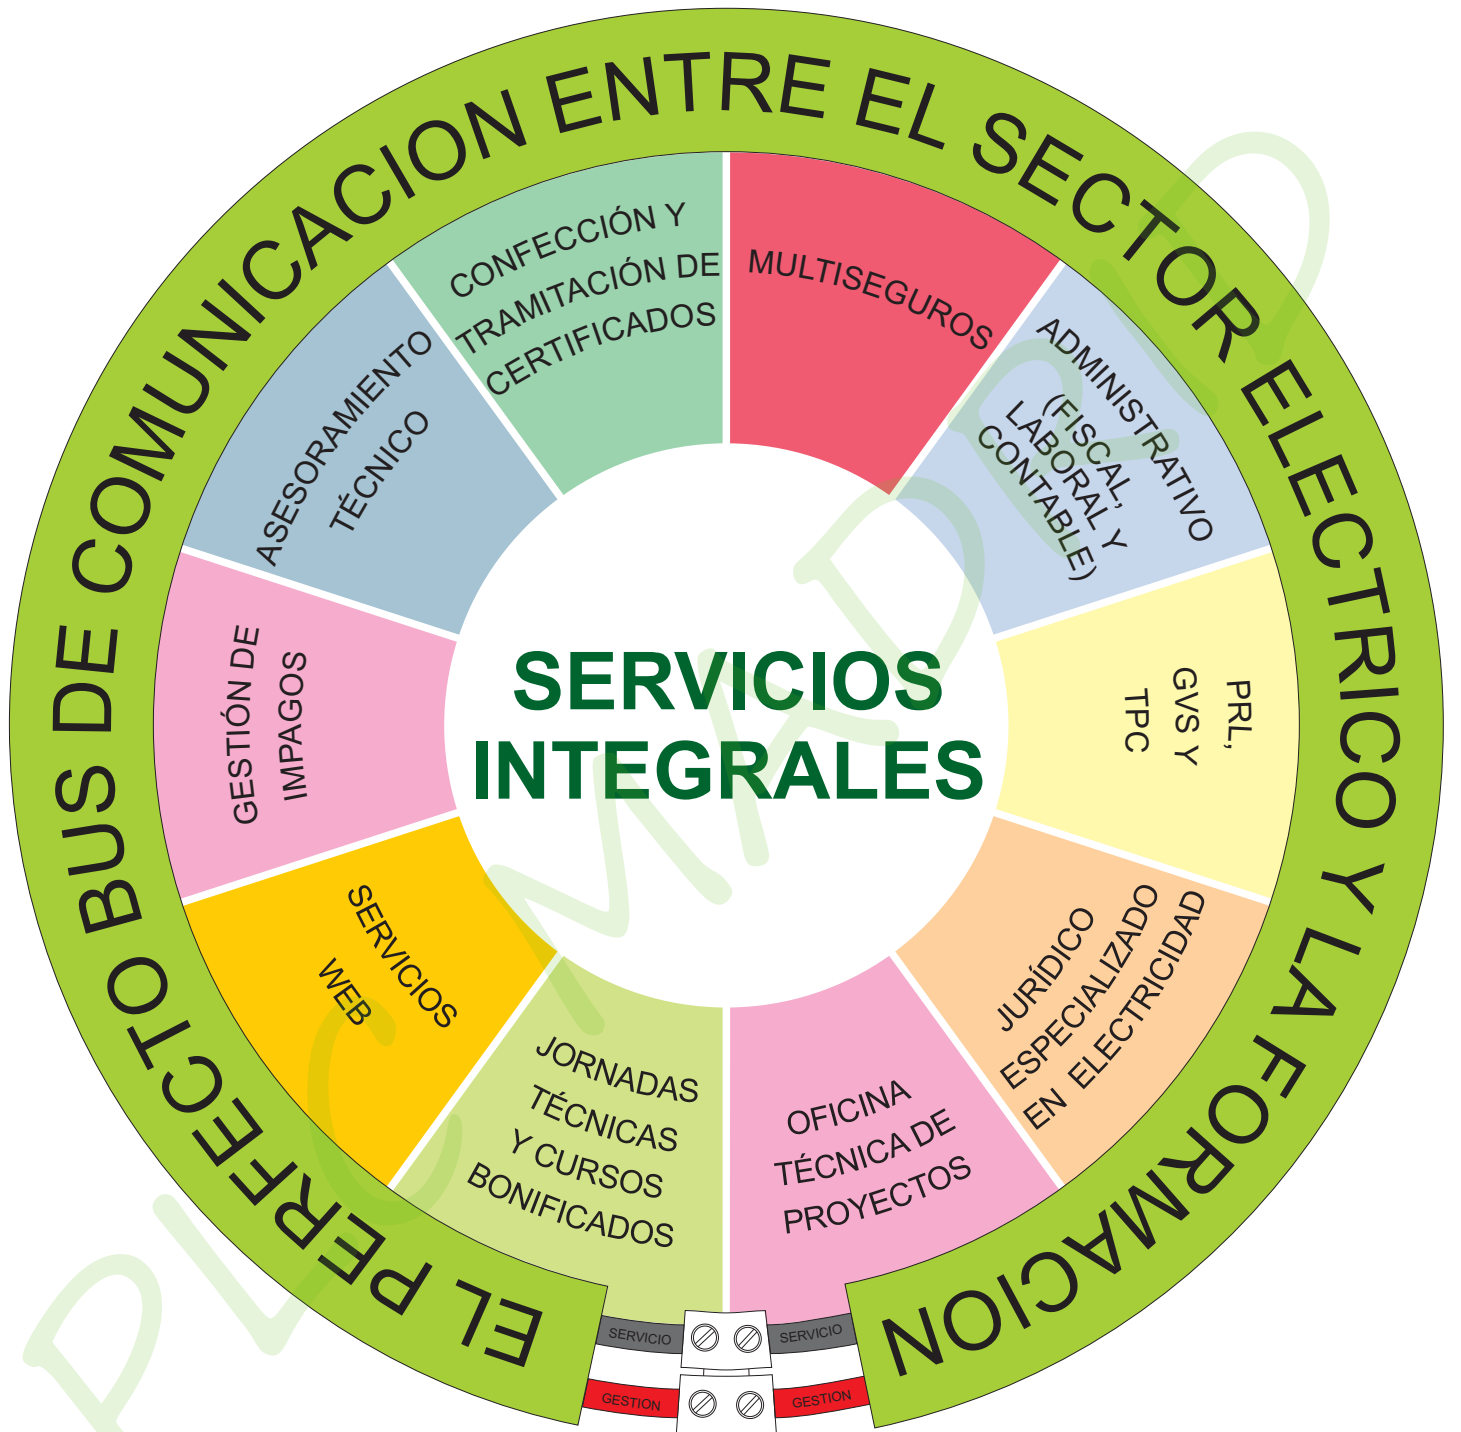 EL PERFECTO BUS DE COMUNICACION ENTRE EL SECTOR ELECTRICO Y LA FORMACION
CONFECCIÓN Y
TRAMITACIÓN DE
CERTIFICADOS
MULTISEGUROS
ADMINISTRATIVO
(FISCAL,
LABORAL Y
CONTABLE)
PRL,
GVS Y
TPC
JURÍDICO
ESPECIALIZADO
EN ELECTRICIDAD
OFICINA
TÉCNICA DE
PROYECTOS
JORNADAS
TÉCNICAS
Y CURSOS
BONIFICADOS
SERVICIOS
WEB
GESTIÓN DE
IMPAGOS
ASESORAMIENTO
TÉCNICO
SERVICIOS
INTEGRALES
SERVICIO
SERVICIO
GESTION
GESTION
PLC MADRID